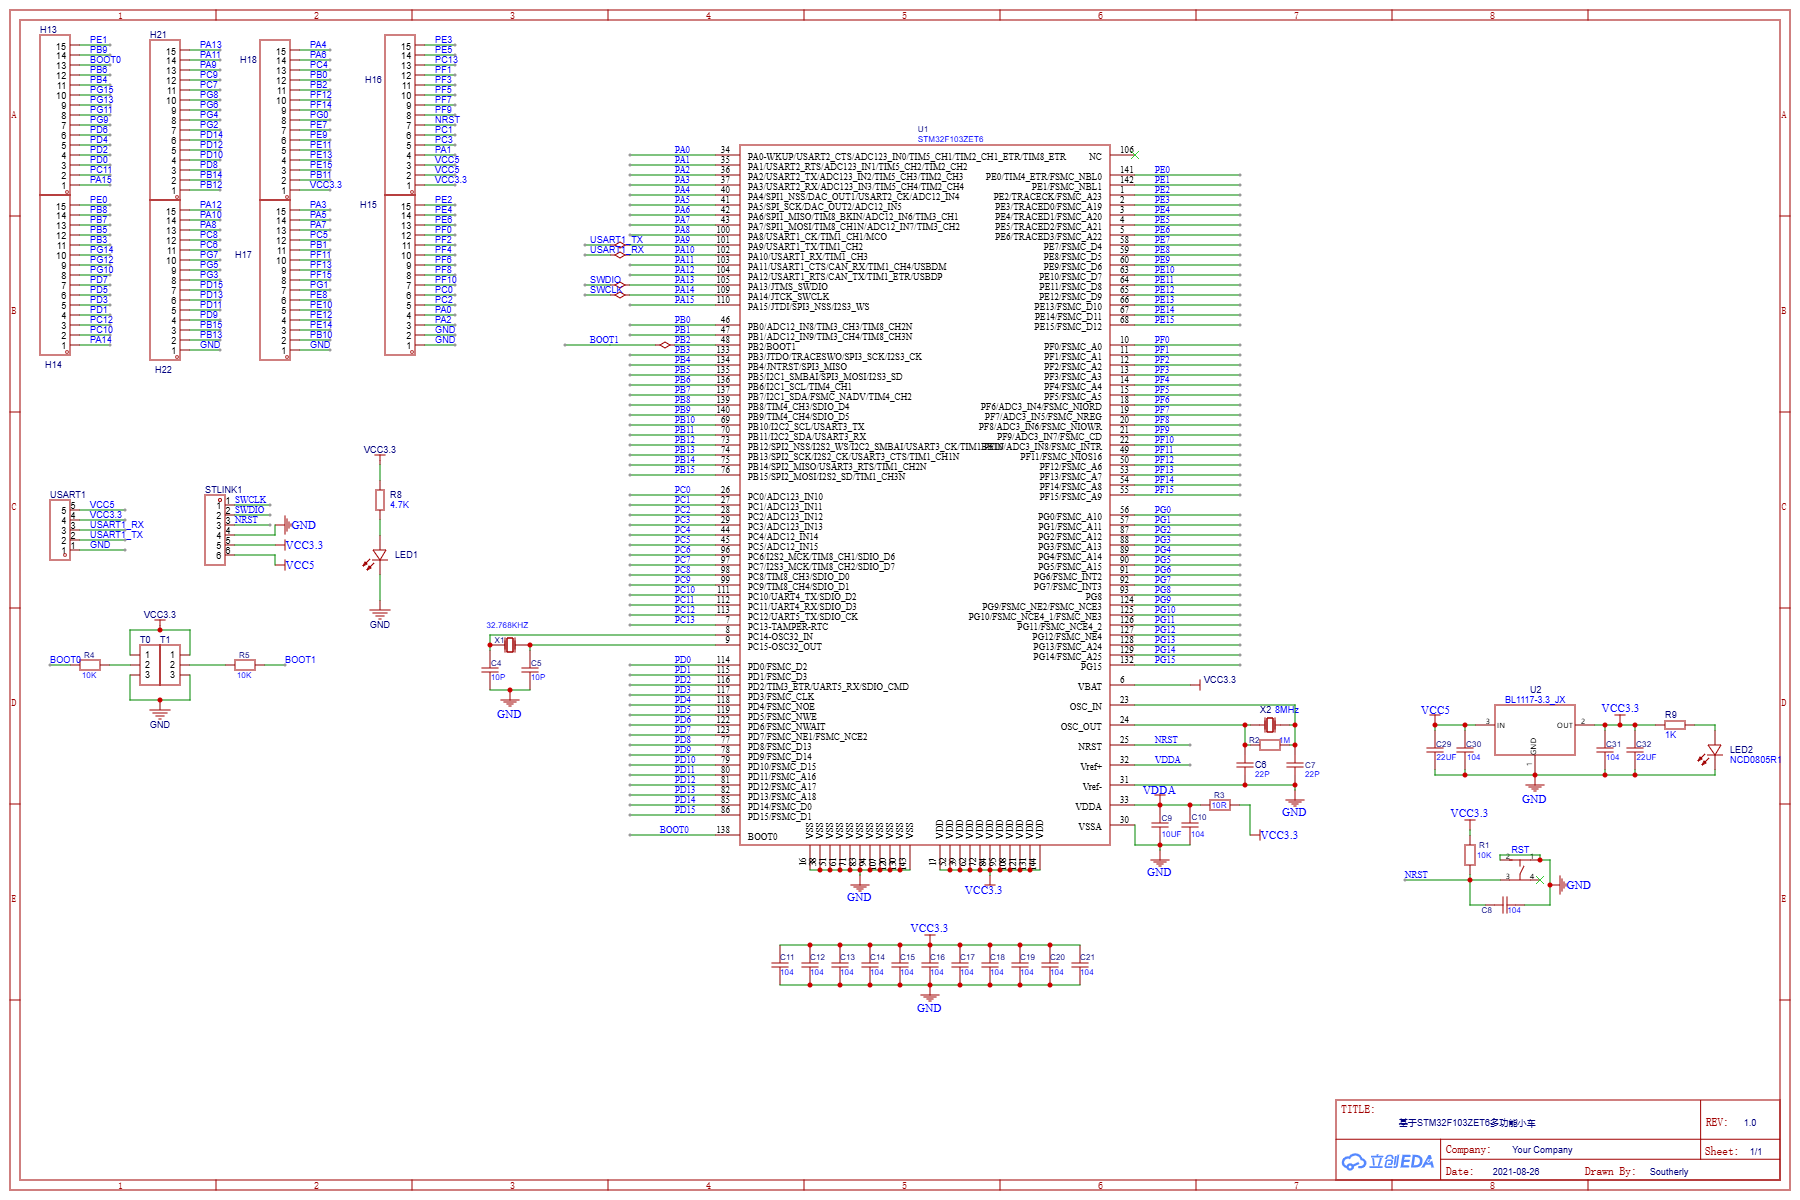 H13
15 PE1
14 PB9
13 BOOT0
12 PB6
11 PB4
10 PG15
9 PG13
8 PG11
7 PG9
6 PD6
5 PD4
4 PD2
3 PD0
2 PC11
1 PA15
15 PE0
14 PB8
13 PB7
12 PB5
11 PB3
10 PG14
9 PG12
8 PG10
7 PD7
6 PD5
5 PD3
4 PD1
3 PC12
2 PC10
1 PA14
H14
H21
15 PA13
14 PA11
13 PA9
12 PC9
11 PC7
10 PG8
9 PG6
8 PG4
7 PG2
6 PD14
5 PD12
4 PD10
3 PD8
2 PB14
1 PB12
15 PA12
14 PA10
13 PA8
12 PC8
11 PC6
10 PG7
9 PG5
8 PG3
7 PD15
6 PD13
5 PD11
4 PD9
3 PB15
2 PB13
1 GND
H22
H18
15 PA4
14 PA6
13 PC4
12 PB0
11 PB2
10 PF12
9 PF14
8 PG0
7 PE7
6 PE9
5 PE11
4 PE13
3 PE15
2 PB11
1 VCC3.3
H17
15 PA3
14 PA5
13 PA7
12 PC5
11 PB1
10 PF11
9 PF13
8 PF15
7 PG1
6 PE8
5 PE10
4 PE12
3 PE14
2 PB10
1 GND
H16
15 PE3
14 PE5
13 PC13
12 PF1
11 PF3
10 PF5
9 PF7
8 PF9
7 NRST
6 PC1
5 PC3
4 PA1
3 VCC5
2 VCC5
1 VCC3.3
H15
15 PE2
14 PE4
13 PE6
12 PF0
11 PF2
10 PF4
9 PF6
8 PF8
7 PF10
6 PC0
5 PC2
4 PA0
3 PA2
2 GND
1 GND
U1
STM32F103ZET6
PA0 34 PA0-WKUP/USART2_CTS/ADC123_IN0/TIM5_CH1/TIM2_CH1_ETR/TIM8_ETR
PA1 35 PA1/USART2_RTS/ADC123_IN1/TIM5_CH2/TIM2_CH2
PA2 36 PA2/USART2_TX/ADC123_IN2/TIM5_CH3/TIM2_CH3
PA3 37 PA3/USART2_RX/ADC123_IN3/TIM5_CH4/TIM2_CH4
PA4 40 PA4/SPI1_NSS/DAC_OUT1/USART2_CK/ADC12_IN4
PA5 41 PA5/SPI_SCK/DAC_OUT2/ADC12_IN5
PA6 42 PA6/SPI1_MISO/TIM8_BKIN/ADC12_IN6/TIM3_CH1
PA7 43 PA7/SPI1_MOSI/TIM8_CH1N/ADC12_IN7/TIM3_CH2
PA8 100 PA8/USART1_CK/TIM1_CH1/MCO
USART1_TX PA9 101 PA9/USART1_TX/TIM1_CH2
USART1_RX PA10 102 PA10/USART1_RX/TIM1_CH3
PA11 103 PA11/USART1_CTS/CAN_RX/TIM1_CH4/USBDM
PA12 104 PA12/USART1_RTS/CAN_TX/TIM1_ETR/USBDP
SWDIO PA13 105 PA13/JTMS_SWDIO
SWCLK PA14 109 PA14/JTCK_SWCLK
PA15 110 PA15/JTDI/SPI3_NSS/I2S3_WS
PB0 46 PB0/ADC12_IN8/TIM3_CH3/TIM8_CH2N
PB1 47 PB1/ADC12_IN9/TIM3_CH4/TIM8_CH3N
BOOT1 PB2 48 PB2/BOOT1
PB3 133 PB3/JTDO/TRACESWO/SPI3_SCK/I2S3_CK
PB4 134 PB4/JNTRST/SPI3_MISO
PB5 135 PB5/I2C1_SMBAI/SPI3_MOSI/I2S3_SD
PB6 136 PB6/I2C1_SCL/TIM4_CH1
PB7 137 PB7/I2C1_SDA/FSMC_NADV/TIM4_CH2
PB8 139 PB8/TIM4_CH3/SDIO_D4
PB9 140 PB9/TIM4_CH4/SDIO_D5
PB10 69 PB10/I2C2_SCL/USART3_TX
PB11 70 PB11/I2C2_SDA/USART3_RX
PB12 73 PB12/SPI2_NSS/I2S2_WS/I2C2_SMBAI/USART3_CK/TIM1_BKIN
PB13 74 PB13/SPI2_SCK/I2S2_CK/USART3_CTS/TIM1_CH1N
PB14 75 PB14/SPI2_MISO/USART3_RTS/TIM1_CH2N
PB15 76 PB15/SPI2_MOSI/I2S2_SD/TIM1_CH3N
PC0 26 PC0/ADC123_IN10
PC1 27 PC1/ADC123_IN11
PC2 28 PC2/ADC123_IN12
PC3 29 PC3/ADC123_IN13
PC4 44 PC4/ADC12_IN14
PC5 45 PC5/ADC12_IN15
PC6 96 PC6/I2S2_MCK/TIM8_CH1/SDIO_D6
PC7 97 PC7/I2S3_MCK/TIM8_CH2/SDIO_D7
PC8 98 PC8/TIM8_CH3/SDIO_D0
PC9 99 PC9/TIM8_CH4/SDIO_D1
PC10 111 PC10/UART4_TX/SDIO_D2
PC11 112 PC11/UART4_RX/SDIO_D3
PC12 113 PC12/UART5_TX/SDIO_CK
PC13 7 PC13-TAMPER-RTC
8 PC14-OSC32_IN
9 PC15-OSC32_OUT
PD0 114 PD0/FSMC_D2
PD1 115 PD1/FSMC_D3
PD2 116 PD2/TIM3_ETR/UART5_RX/SDIO_CMD
PD3 117 PD3/FSMC_CLK
PD4 118 PD4/FSMC_NOE
PD5 119 PD5/FSMC_NWE
PD6 122 PD6/FSMC_NWAIT
PD7 123 PD7/FSMC_NE1/FSMC_NCE2
PD8 77 PD8/FSMC_D13
PD9 78 PD9/FSMC_D14
PD10 79 PD10/FSMC_D15
PD11 80 PD11/FSMC_A16
PD12 81 PD12/FSMC_A17
PD13 82 PD13/FSMC_A18
PD14 85 PD14/FSMC_D0
PD15 86 PD15/FSMC_D1
BOOT0 138 BOOT0
NC 106
PE0/TIM4_ETR/FSMC_NBL0 141 PE0
PE1/FSMC_NBL1 142 PE1
PE2/TRACECK/FSMC_A23 1 PE2
PE3/TRACED0/FSMC_A19 2 PE3
PE4/TRACED1/FSMC_A20 3 PE4
PE5/TRACED2/FSMC_A21 4 PE5
PE6/TRACED3/FSMC_A22 5 PE6
PE7/FSMC_D4 58 PE7
PE8/FSMC_D5 59 PE8
PE9/FSMC_D6 60 PE9
PE10/FSMC_D7 63 PE10
PE11/FSMC_D8 64 PE11
PE12/FSMC_D9 65 PE12
PE13/FSMC_D10 66 PE13
PE14/FSMC_D11 67 PE14
PE15/FSMC_D12 68 PE15
PF0/FSMC_A0 10 PF0
PF1/FSMC_A1 11 PF1
PF2/FSMC_A2 12 PF2
PF3/FSMC_A3 13 PF3
PF4/FSMC_A4 14 PF4
PF5/FSMC_A5 15 PF5
PF6/ADC3_IN4/FSMC_NIORD 18 PF6
PF7/ADC3_IN5/FSMC_NREG 19 PF7
PF8/ADC3_IN6/FSMC_NIOWR 20 PF8
PF9/ADC3_IN7/FSMC_CD 21 PF9
PF10/ADC3_IN8/FSMC_INTR 22 PF10
PF11/FSMC_NIOS16 49 PF11
PF12/FSMC_A6 50 PF12
PF13/FSMC_A7 53 PF13
PF14/FSMC_A8 54 PF14
PF15/FSMC_A9 55 PF15
PG0/FSMC_A10 56 PG0
PG1/FSMC_A11 57 PG1
PG2/FSMC_A12 87 PG2
PG3/FSMC_A13 88 PG3
PG4/FSMC_A14 89 PG4
PG5/FSMC_A15 90 PG5
PG6/FSMC_INT2 91 PG6
PG7/FSMC_INT3 92 PG7
PG8 93 PG8
PG9/FSMC_NE2/FSMC_NCE3 124 PG9
PG10/FSMC_NCE4_1/FSMC_NE3 125 PG10
PG11/FSMC_NCE4_2 126 PG11
PG12/FSMC_NE4 127 PG12
PG13/FSMC_A24 128 PG13
PG14/FSMC_A25 129 PG14
PG15 132 PG15
VBAT 6 VCC3.3
OSC_IN 23
OSC_OUT 24
NRST 25 NRST
Vref+ 32 VDDA
Vref- 31
VDDA 33
VSSA 30
VSS VSS VSS VSS VSS VSS VSS VSS VSS VSS VSS
16 38 51 61 71 83 94 107 120 130 143
GND
VDD VDD VDD VDD VDD VDD VDD VDD VDD VDD VDD
17 52 39 62 72 84 95 108 121 131 144
VCC3.3
X2 8MHz
R2 1M
C6 22P
C7 22P
GND
VDDA
R3
10R
C9 10UF
C10 104
VCC3.3
GND
32.768KHZ
X1
C4 10P
C5 10P
GND
VCC3.3
R8
4.7K
LED1
GND
USART1
5 VCC5
4 VCC3.3
3 USART1_RX
2 USART1_TX
1 GND
STLINK1
1 SWCLK
2 SWDIO
3 NRST
4 GND
5 VCC3.3
6 VCC5
VCC3.3
T0 T1
BOOT0 R4 10K
1 1
2 2
3 3
R5 10K BOOT1
GND
U2
BL1117-3.3_JX
VCC5
3 IN OUT 2
GND 1
VCC3.3
R9
1K
C29 22UF
C30 104
C31 104
C32 22UF
LED2
NCD0805R1
GND
VCC3.3
R1
10K
RST
2 1
3 4
NRST
GND
C8 104
VCC3.3
C11 C12 C13 C14 C15 C16 C17 C18 C19 C20 C21
104 104 104 104 104 104 104 104 104 104 104
GND
TITLE:
基于STM32F103ZET6多功能小车
REV: 1.0
立创EDA
Company: Your Company
Sheet: 1/1
Date: 2021-08-26
Drawn By: Southerly
1 2 3 4 5 6 7 8
A B C D E